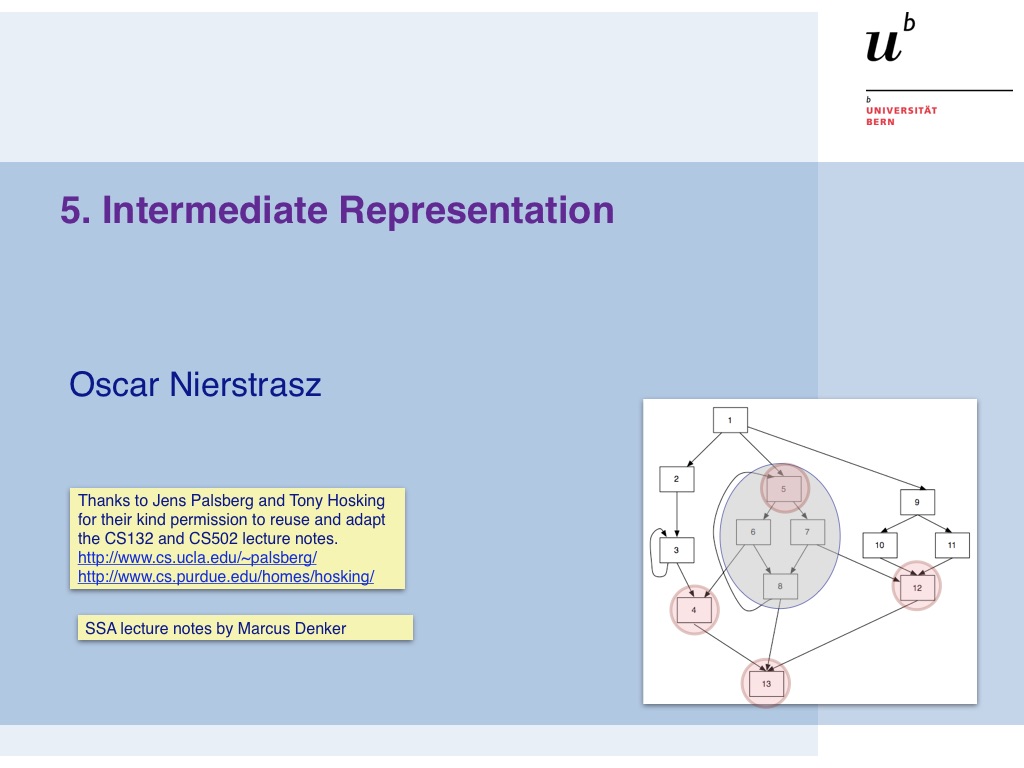 u
b
b
UNIVERSITÄT
BERN
5. Intermediate Representation
Oscar Nierstrasz
Thanks to Jens Palsberg and Tony Hosking
for their kind permission to reuse and adapt
the CS132 and CS502 lecture notes.
http://www.cs.ucla.edu/~palsberg/
http://www.cs.purdue.edu/homes/hosking/
SSA lecture notes by Marcus Denker
1
2
5
9
6
7
3
10
11
8
12
4
13